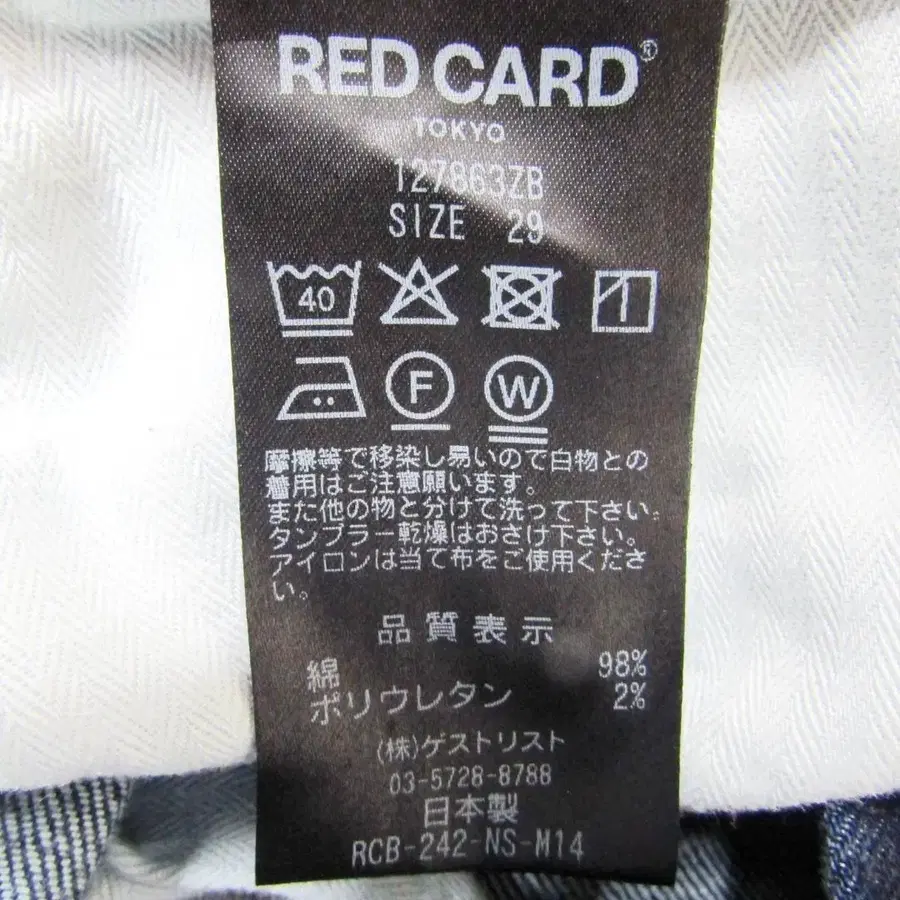 RED CARD®
TOKYO
127863ZB
SIZE 29
40
F W
摩擦等で移染し易いので白物との
着用はご注意願います。
また他の物と分けて洗って下さい。
タンブラー乾燥はおさけ下さい。
アイロンは当て布をご使用くださ
い。
品質表示
綿 98%
ポリウレタン 2%
(株)ゲストリスト
03-5728-8788
日本製
RCB-242-NS-M14